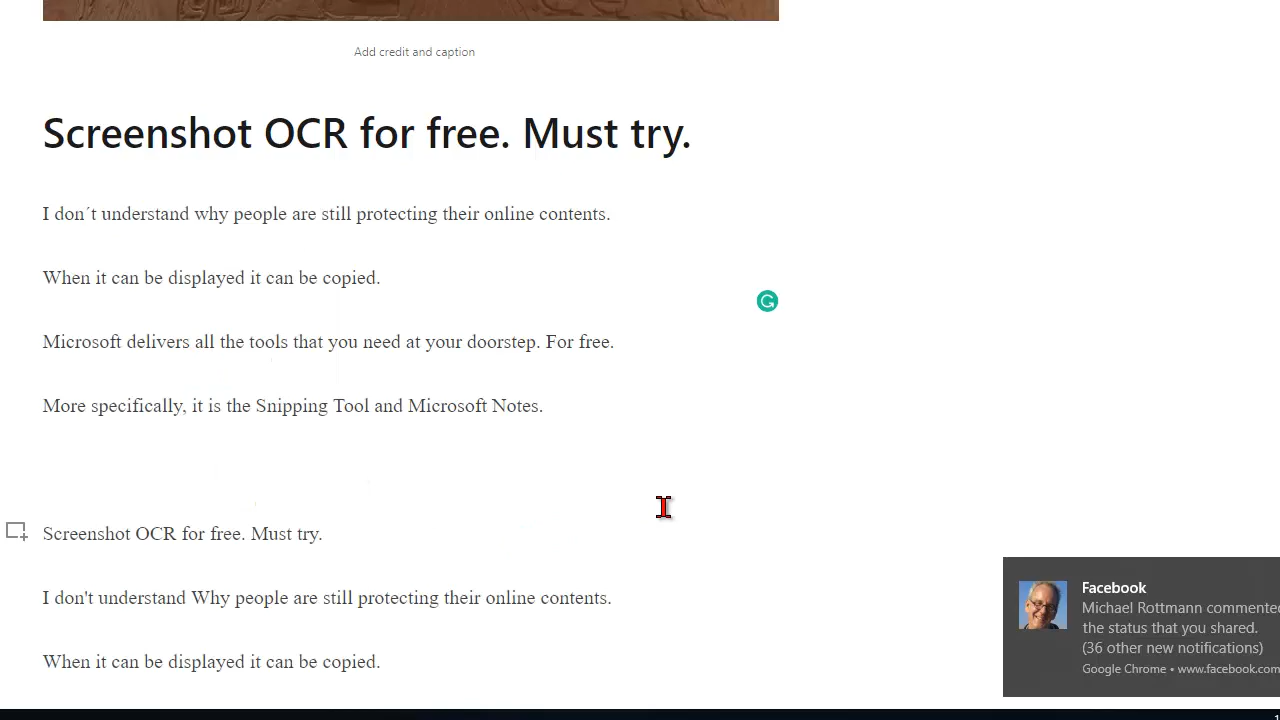 Add credit and caption
Screenshot OCR for free. Must try.
I don´t understand why people are still protecting their online contents.
When it can be displayed it can be copied.
Microsoft delivers all the tools that you need at your doorstep. For free.
More specifically, it is the Snipping Tool and Microsoft Notes.
Screenshot OCR for free. Must try.
I don't understand Why people are still protecting their online contents.
When it can be displayed it can be copied.
Facebook
Michael Rottmann commented
the status that you shared.
(36 other new notifications)
Google Chrome • www.facebook.com